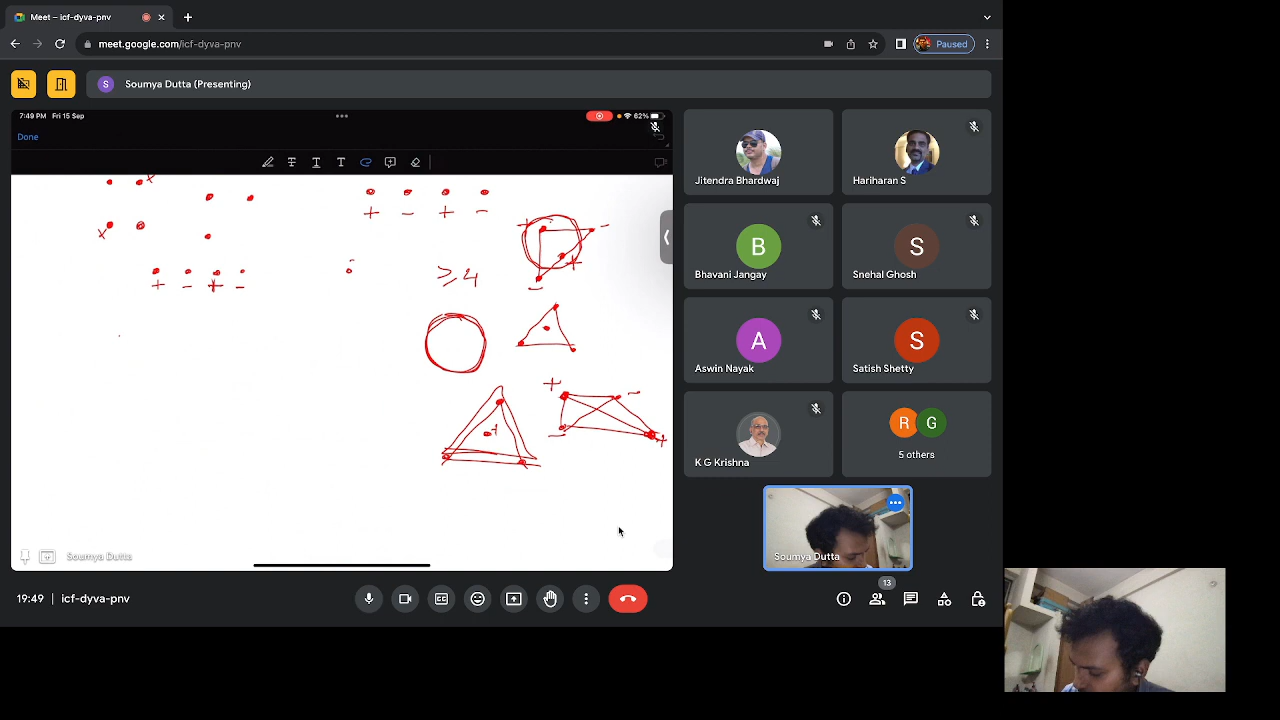 Meet – icf-dyva-pnv
meet.google.com/icf-dyva-pnv
Paused
S Soumya Dutta (Presenting)
7:49 PM Fri 15 Sep
62%
Done
T T
x
x
+ - + -
+ - + -
≥ 4
+ -
+
-
+
+ -
- +
Soumya Dutta
Jitendra Bhardwaj
Hariharan S
B
Bhavani Jangay
S
Snehal Ghosh
A
Aswin Nayak
S
Satish Shetty
K G Krishna
R G
5 others
Soumya Dutta
19:49 | icf-dyva-pnv
13